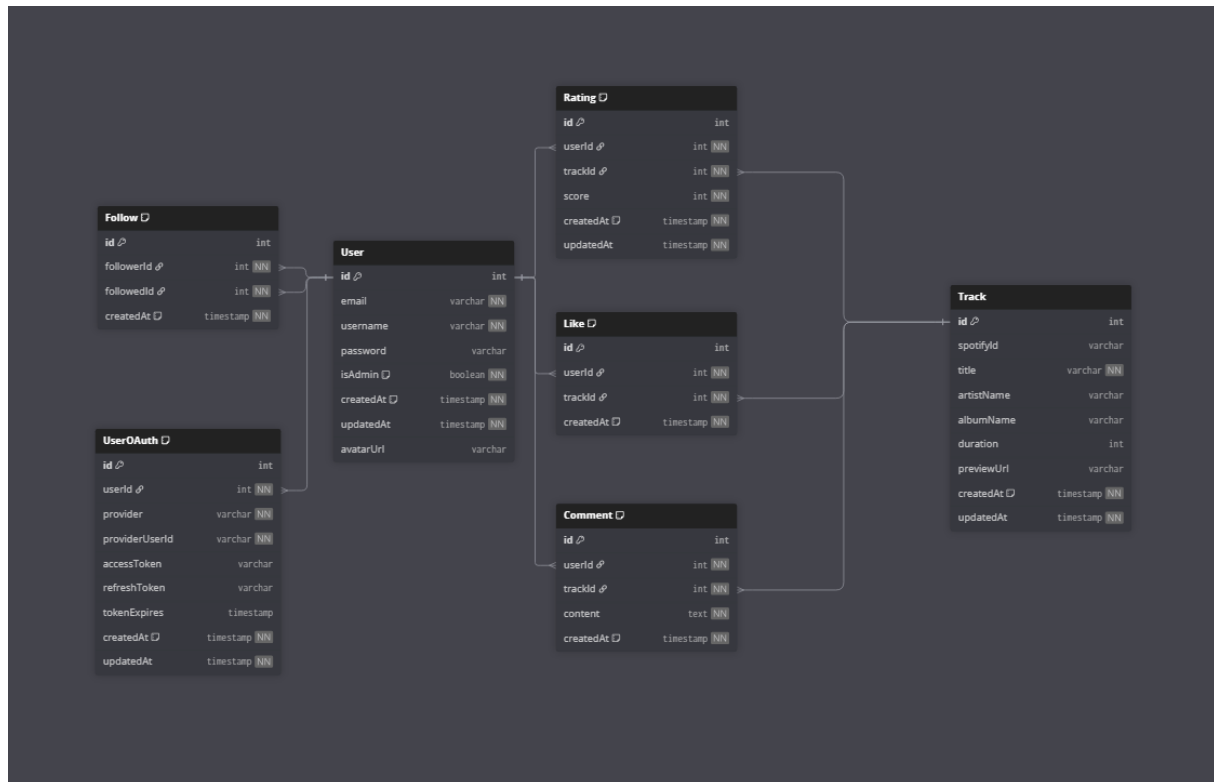 Follow
id int
followerId int NN
followedId int NN
createdAt timestamp NN
UserOAuth
id int
userId int NN
provider varchar NN
providerUserId varchar NN
accessToken varchar
refreshToken varchar
tokenExpires timestamp
createdAt timestamp NN
updatedAt timestamp NN
User
id int
email varchar NN
username varchar NN
password varchar
isAdmin boolean NN
createdAt timestamp NN
updatedAt timestamp NN
avatarUrl varchar
Rating
id int
userId int NN
trackId int NN
score int NN
createdAt timestamp NN
updatedAt timestamp NN
Like
id int
userId int NN
trackId int NN
createdAt timestamp NN
Comment
id int
userId int NN
trackId int NN
content text NN
createdAt timestamp NN
Track
id int
spotifyId varchar
title varchar NN
artistName varchar
albumName varchar
duration int
previewUrl varchar
createdAt timestamp NN
updatedAt timestamp NN